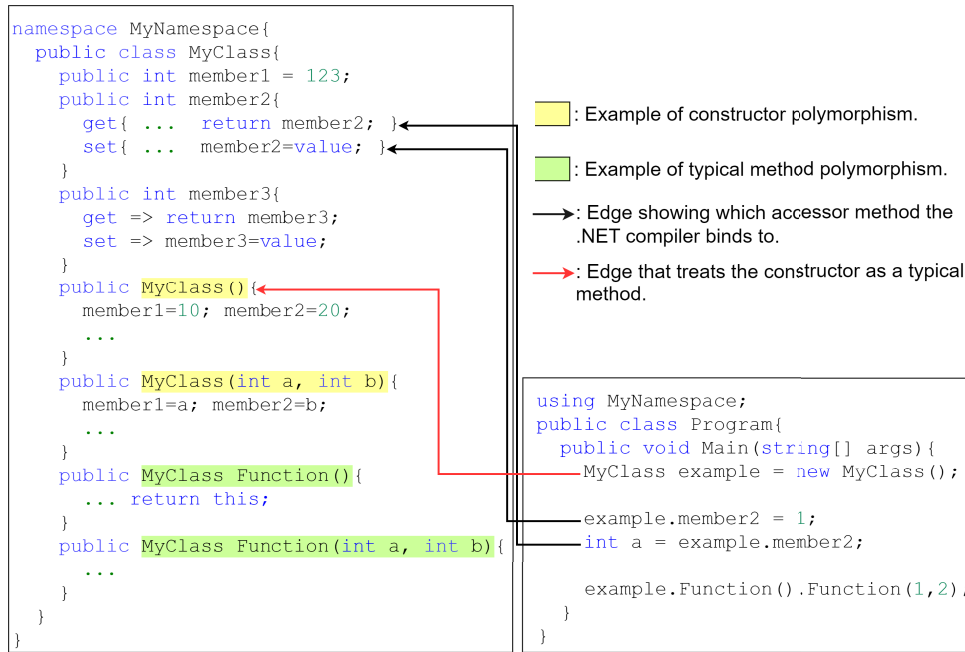 namespace MyNamespace{
public class MyClass{
public int member1 = 123;
public int member2{
get{ ... return member2; }
set{ ... member2=value; }
}
public int member3{
get => return member3;
set => member3=value;
}
public MyClass(){
member1=10; member2=20;
...
}
public MyClass(int a, int b){
member1=a; member2=b;
...
}
public MyClass Function(){
... return this;
}
public MyClass Function(int a, int b){
...
}
}
}
: Example of constructor polymorphism.
: Example of typical method polymorphism.
: Edge showing which accessor method the
.NET compiler binds to.
: Edge that treats the constructor as a typical
method.
using MyNamespace;
public class Program{
public void Main(string[] args){
MyClass example = new MyClass();
example.member2 = 1;
int a = example.member2;
example.Function().Function(1,2)
}
}